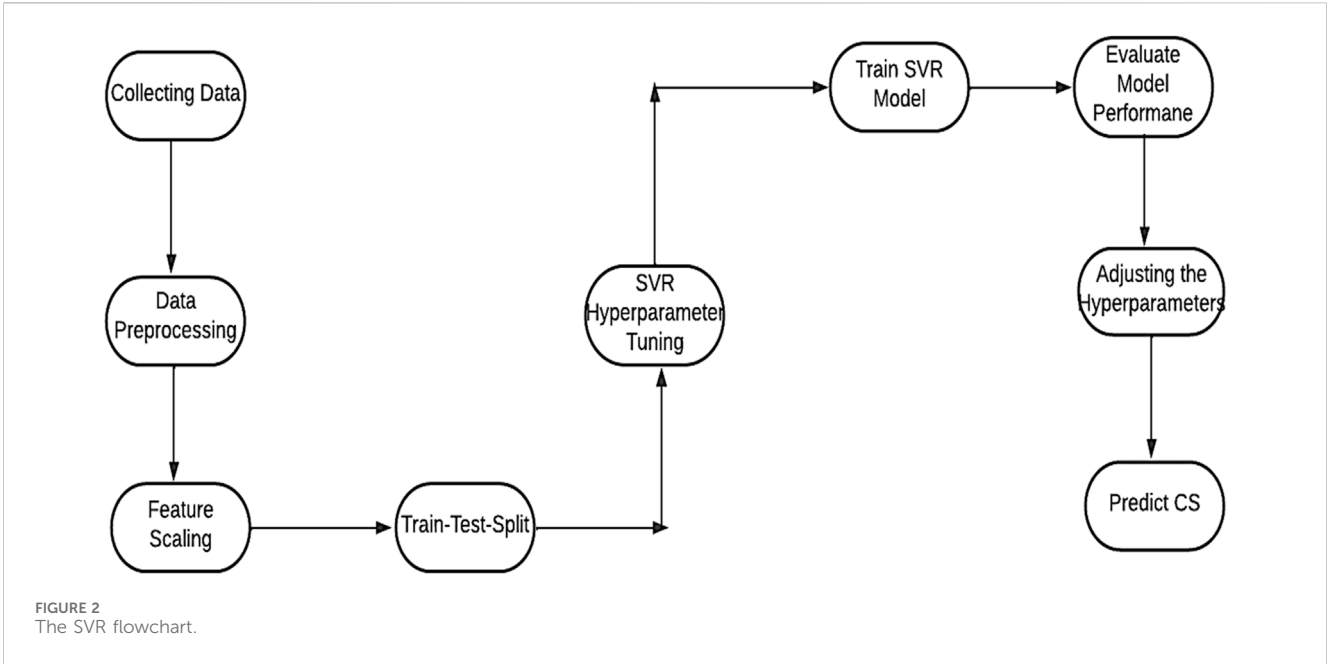 Collecting Data
Data
Preprocessing
Feature
Scaling
Train-Test-Split
SVR
Hyperparameter
Tuning
Train SVR
Model
Evaluate
Model
Performane
Adjusting the
Hyperparameters
Predict CS
FIGURE 2
The SVR flowchart.